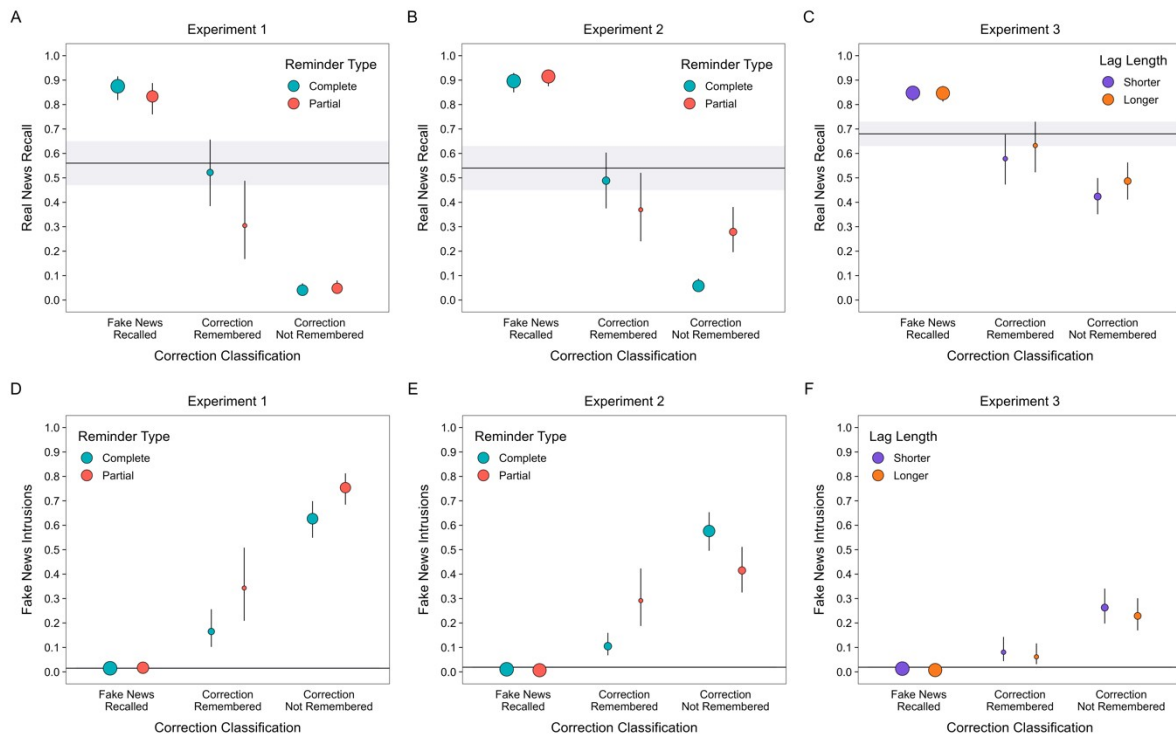 A
Experiment 1
Real News Recall
1.0
0.9
0.8
0.7
0.6
0.5
0.4
0.3
0.2
0.1
0.0
Reminder Type
Complete
Partial
Fake News
Recalled
Correction
Remembered
Correction
Not Remembered
Correction Classification
B
Experiment 2
Real News Recall
1.0
0.9
0.8
0.7
0.6
0.5
0.4
0.3
0.2
0.1
0.0
Reminder Type
Complete
Partial
Fake News
Recalled
Correction
Remembered
Correction
Not Remembered
Correction Classification
C
Experiment 3
Real News Recall
1.0
0.9
0.8
0.7
0.6
0.5
0.4
0.3
0.2
0.1
0.0
Lag Length
Shorter
Longer
Fake News
Recalled
Correction
Remembered
Correction
Not Remembered
Correction Classification
D
Experiment 1
Fake News Intrusions
1.0
0.9
0.8
0.7
0.6
0.5
0.4
0.3
0.2
0.1
0.0
Reminder Type
Complete
Partial
Fake News
Recalled
Correction
Remembered
Correction
Not Remembered
Correction Classification
E
Experiment 2
Fake News Intrusions
1.0
0.9
0.8
0.7
0.6
0.5
0.4
0.3
0.2
0.1
0.0
Reminder Type
Complete
Partial
Fake News
Recalled
Correction
Remembered
Correction
Not Remembered
Correction Classification
F
Experiment 3
Fake News Intrusions
1.0
0.9
0.8
0.7
0.6
0.5
0.4
0.3
0.2
0.1
0.0
Lag Length
Shorter
Longer
Fake News
Recalled
Correction
Remembered
Correction
Not Remembered
Correction Classification